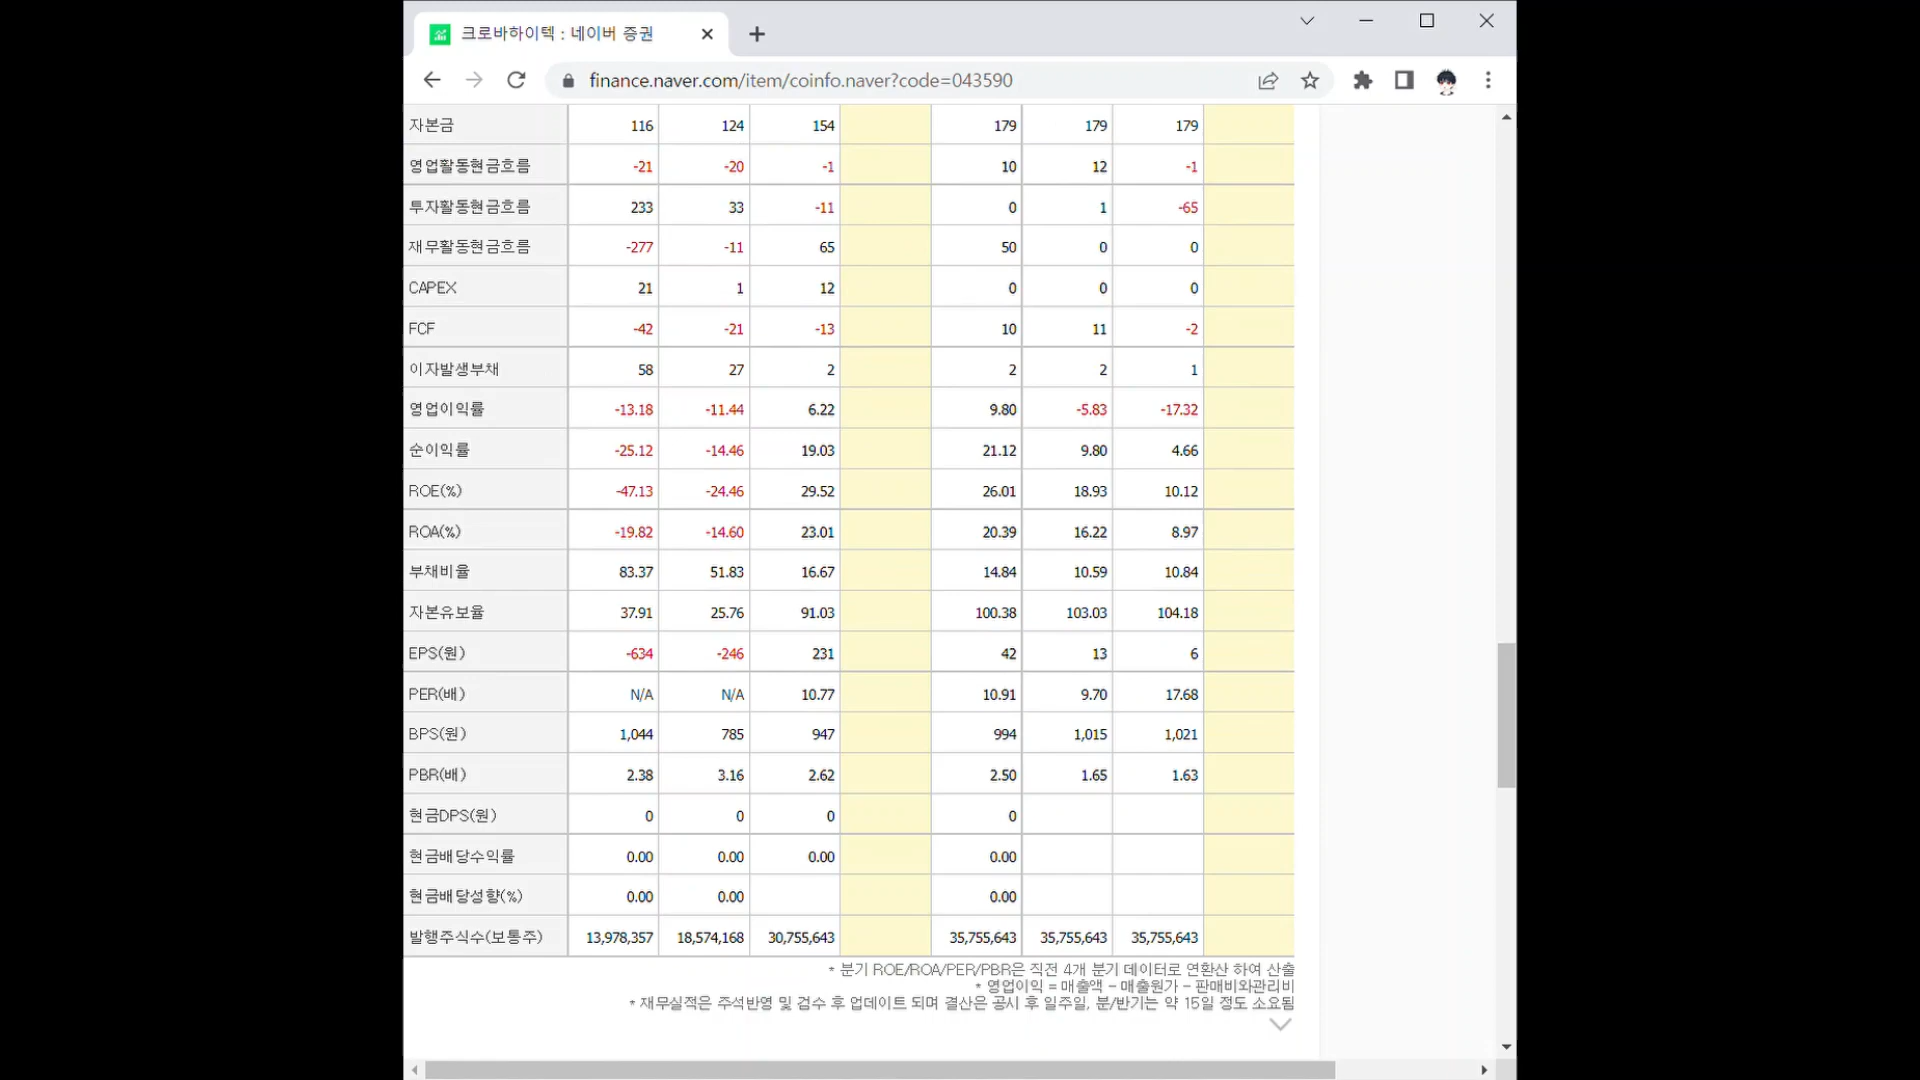 크로바하이텍 : 네이버 증권
finance.naver.com/item/coinfo.naver?code=043590
자본금 116 124 154 179 179 179
영업활동현금흐름 -21 -20 -1 10 12 -1
투자활동현금흐름 233 33 -11 0 1 -65
재무활동현금흐름 -277 -11 65 50 0 0
CAPEX 21 1 12 0 0 0
FCF -42 -21 -13 10 11 -2
이자발생부채 58 27 2 2 2 1
영업이익률 -13.18 -11.44 6.22 9.80 -5.83 -17.32
순이익률 -25.12 -14.46 19.03 21.12 9.80 4.66
ROE(%) -47.13 -24.46 29.52 26.01 18.93 10.12
ROA(%) -19.82 -14.60 23.01 20.39 16.22 8.97
부채비율 83.37 51.83 16.67 14.84 10.59 10.84
자본유보율 37.91 25.76 91.03 100.38 103.03 104.18
EPS(원) -634 -246 231 42 13 6
PER(배) N/A N/A 10.77 10.91 9.70 17.68
BPS(원) 1,044 785 947 994 1,015 1,021
PBR(배) 2.38 3.16 2.62 2.50 1.65 1.63
현금DPS(원) 0 0 0 0
현금배당수익률 0.00 0.00 0.00 0.00
현금배당성향(%) 0.00 0.00 0.00
발행주식수(보통주) 13,978,357 18,574,168 30,755,643 35,755,643 35,755,643 35,755,643
* 분기 ROE/ROA/PER/PBR은 직전 4개 분기 데이터로 연환산 하여 산출
* 영업이익 = 매출액 - 매출원가 - 판매비와관리비
* 재무실적은 주석반영 및 검수 후 업데이트 되며 결산은 공시 후 일주일, 분/반기는 약 15일 정도 소요됨